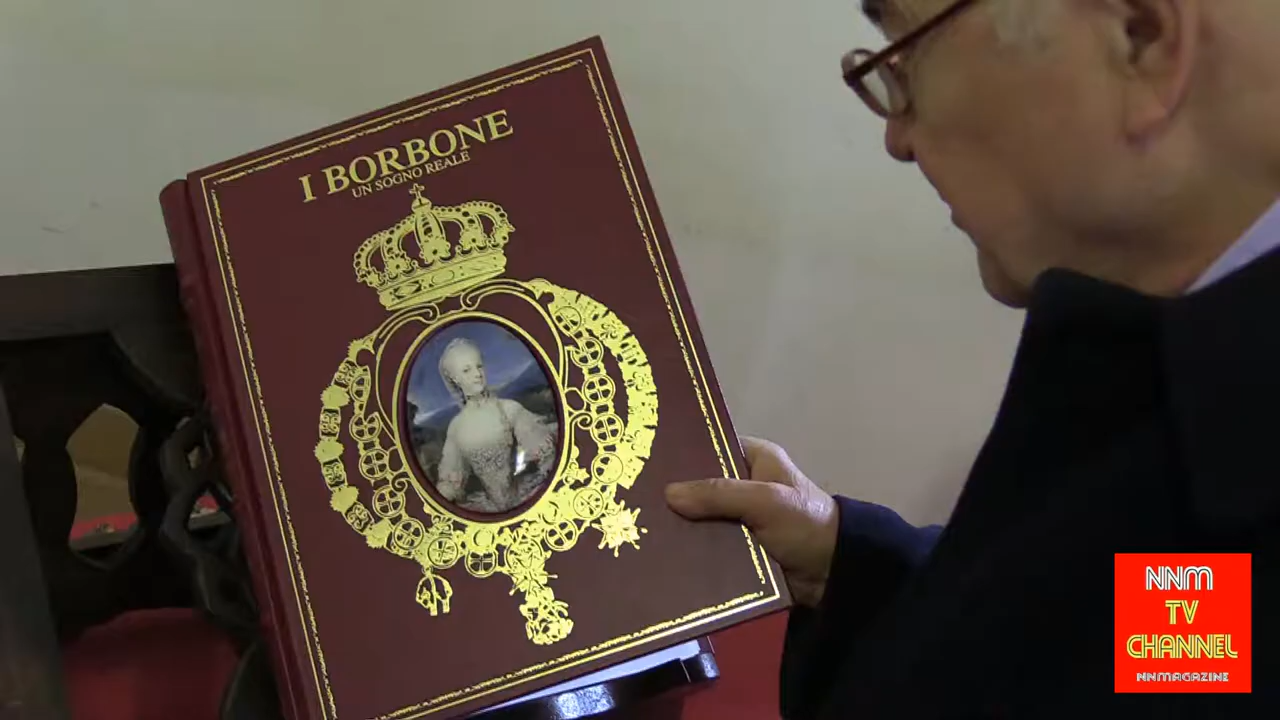 I BORBONE
UN SOGNO REALE
NNM
TV
CHANNEL
NNMAGAZINE